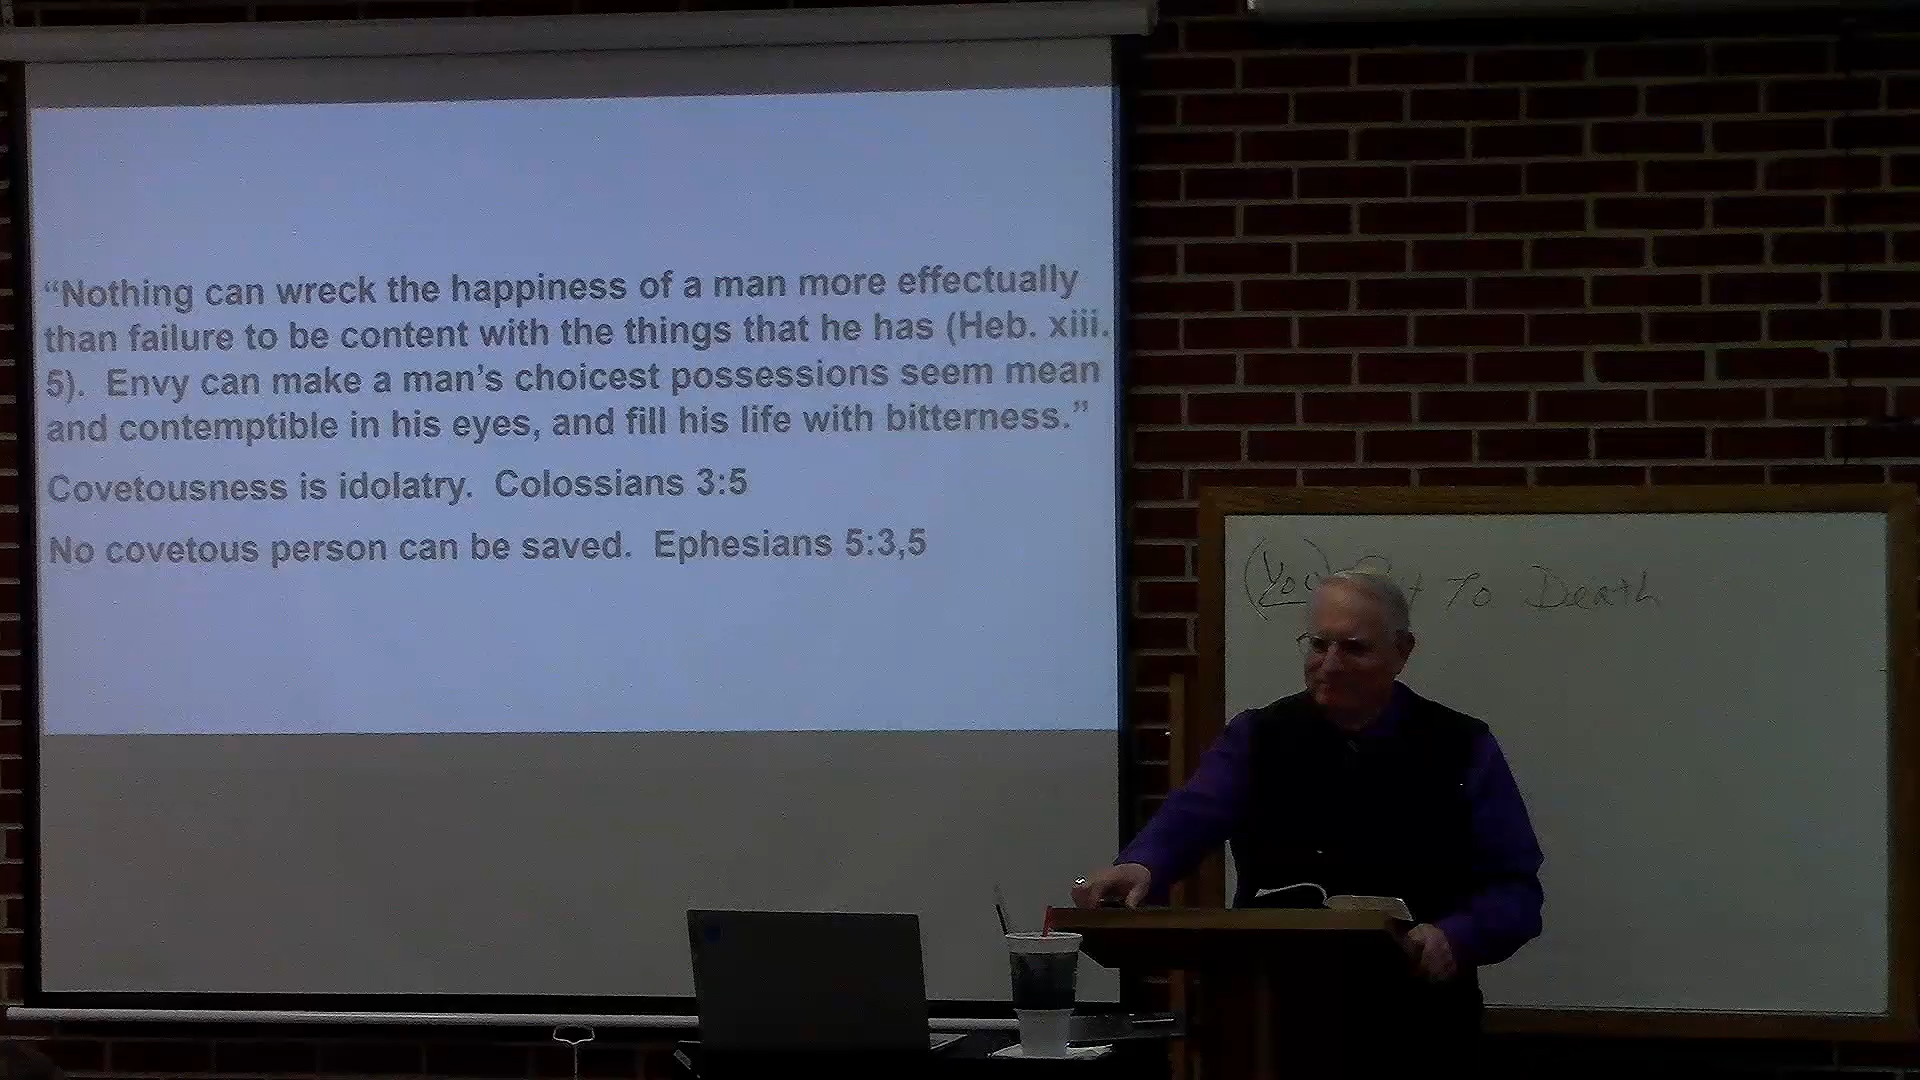 “Nothing can wreck the happiness of a man more effectually
than failure to be content with the things that he has (Heb. xiii.
5).  Envy can make a man’s choicest possessions seem mean
and contemptible in his eyes, and fill his life with bitterness.”
Covetousness is idolatry.  Colossians 3:5
No covetous person can be saved.  Ephesians 5:3,5
(You) To Death